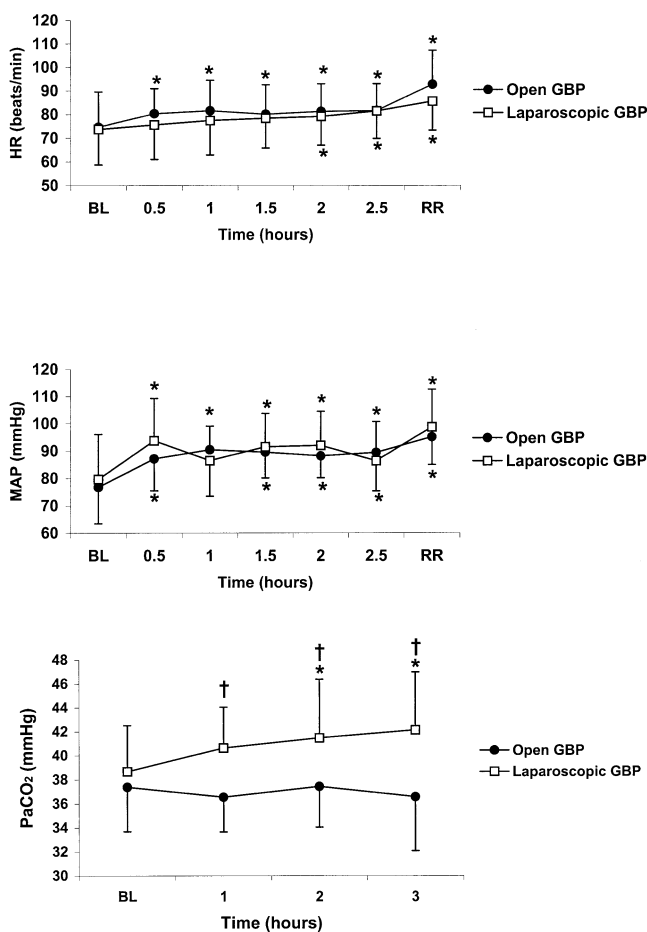 120
110
100
90
80
70
60
50
HR (beats/min)
* * * * * *
* * *
BL 0.5 1 1.5 2 2.5 RR
Time (hours)
Open GBP
Laparoscopic GBP
120
110
100
90
80
70
60
MAP (mmHg)
* * * * * *
* * * * *
BL 0.5 1 1.5 2 2.5 RR
Time (hours)
Open GBP
Laparoscopic GBP
48
46
44
42
40
38
36
34
32
30
PaCO2 (mmHg)
† † †
* *
BL 1 2 3
Time (hours)
Open GBP
Laparoscopic GBP